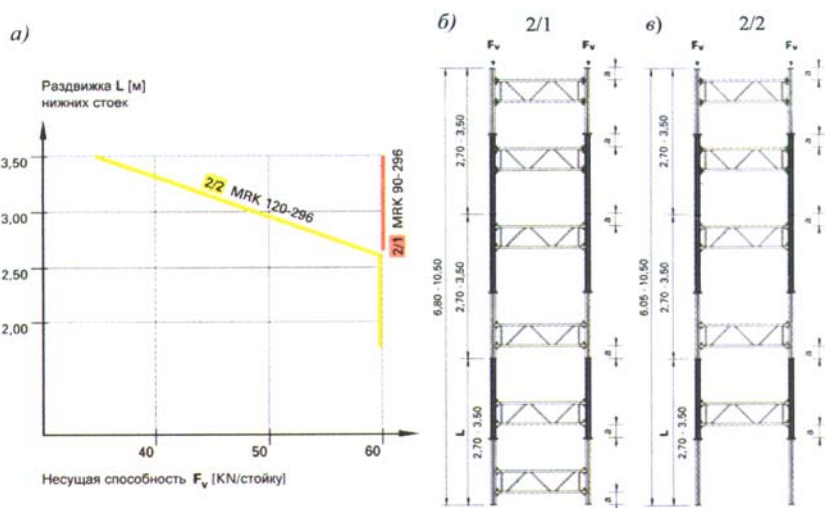 а)
Раздвижка L [м]
нижних стоек
3,50
3,00
2,50
2,00
2/2 MRK 120-296
2/1 MRK 90-296
40
50
60
Несущая способность Fv [KN/стойку]
б)
2/1
Fv
Fv
6,80 - 10,50
2,70 - 3,50
2,70 - 3,50
L
2,70 - 3,50
a
a
a
a
a
a
в)
2/2
Fv
Fv
6,05 - 10,50
2,70 - 3,50
2,70 - 3,50
L
2,70 3,50
a
a
a
a
a